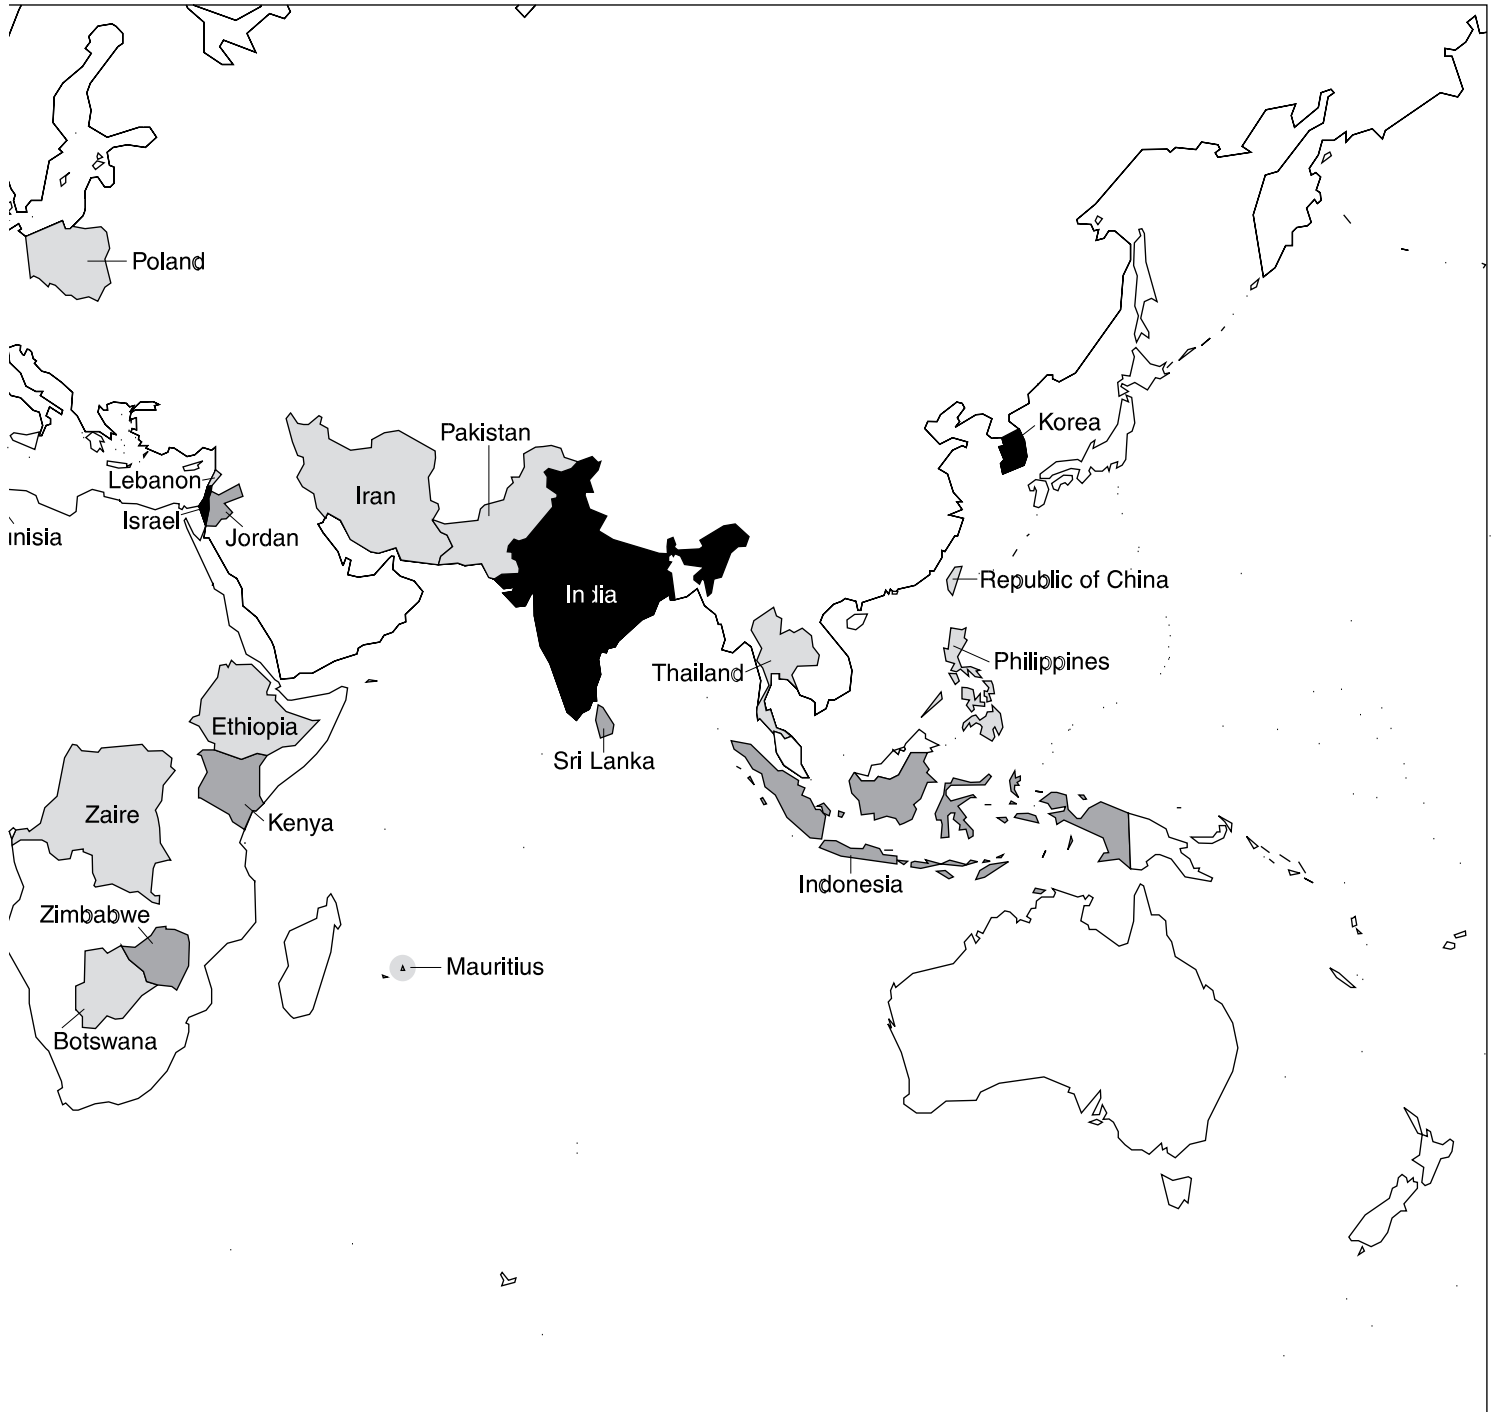 Poland
Korea
Pakistan
Lebanon
Iran
Israel
Jordan
unisia
Republic of China
India
Philippines
Thailand
Ethiopia
Sri Lanka
Zaire
Kenya
Indonesia
Zimbabwe
Mauritius
Botswana